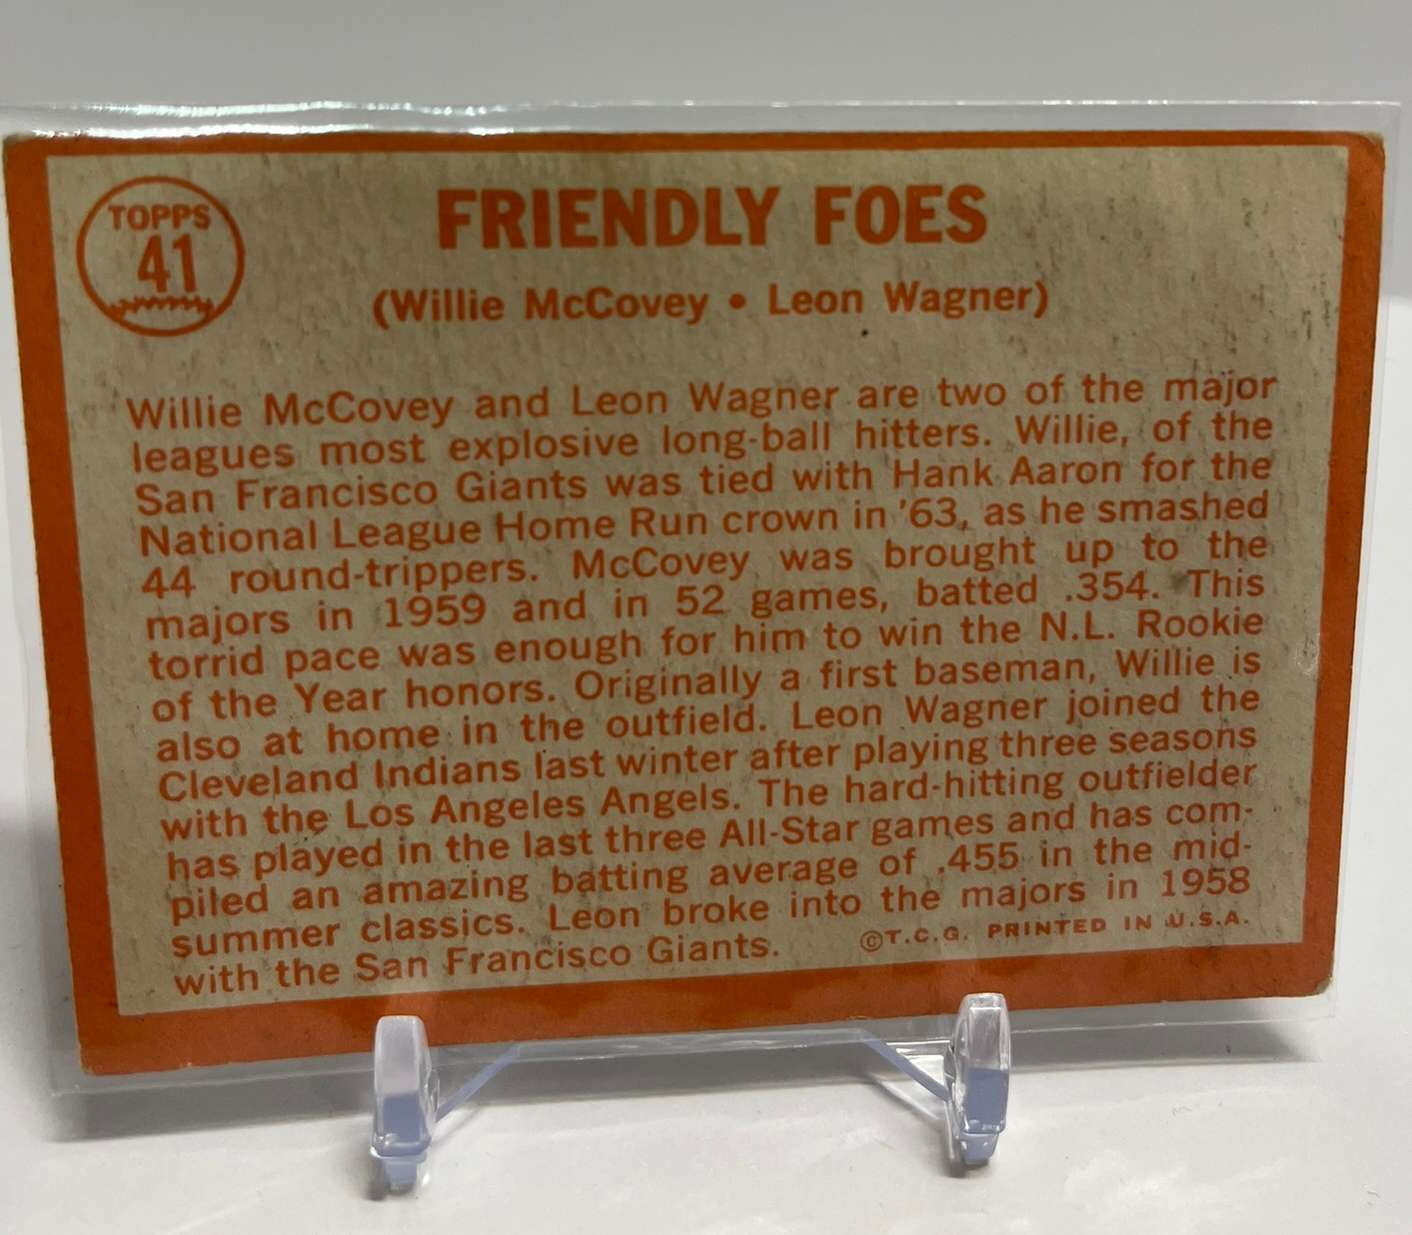 TOPPS
41
FRIENDLY FOES
(Willie McCovey • Leon Wagner)
Willie McCovey and Leon Wagner are two of the major
leagues most explosive long-ball hitters. Willie, of the
San Francisco Giants was tied with Hank Aaron for the
National League Home Run crown in '63, as he smashed
44 round-trippers. McCovey was brought up to the
majors in 1959 and in 52 games, batted .354. This
torrid pace was enough for him to win the N.L. Rookie
of the Year honors. Originally a first baseman, Willie is
also at home in the outfield. Leon Wagner joined the
Cleveland Indians last winter after playing three seasons
with the Los Angeles Angels. The hard-hitting outfielder
has played in the last three All-Star games and has com-
piled an amazing batting average of .455 in the mid-
summer classics. Leon broke into the majors in 1958
with the San Francisco Giants.
©T.C.G. PRINTED IN U.S.A.